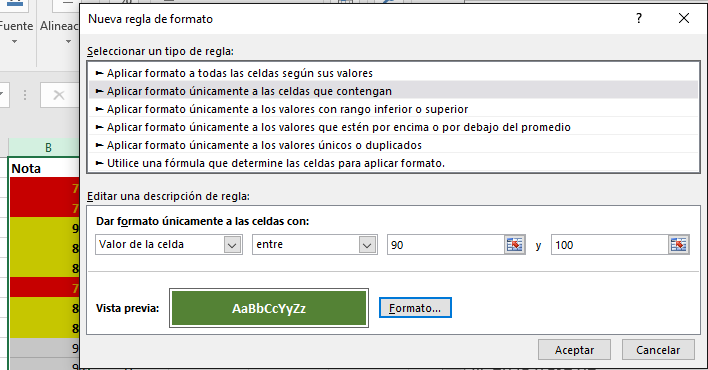 Nueva regla de formato
?
Fuente
Alineac
Seleccionar un tipo de regla:
► Aplicar formato a todas las celdas según sus valores
► Aplicar formato únicamente a las celdas que contengan
► Aplicar formato únicamente a los valores con rango inferior o superior
► Aplicar formato únicamente a los valores que estén por encima o por debajo del promedio
► Aplicar formato únicamente a los valores únicos o duplicados
► Utilice una fórmula que determine las celdas para aplicar formato.
B
Nota
7
7
9
8
8
7
8
8
9
9
Editar una descripción de regla:
Dar formato únicamente a las celdas con:
Valor de la celda entre 90 y 100
Vista previa: AaBbCcYyZz Formato...
Aceptar Cancelar